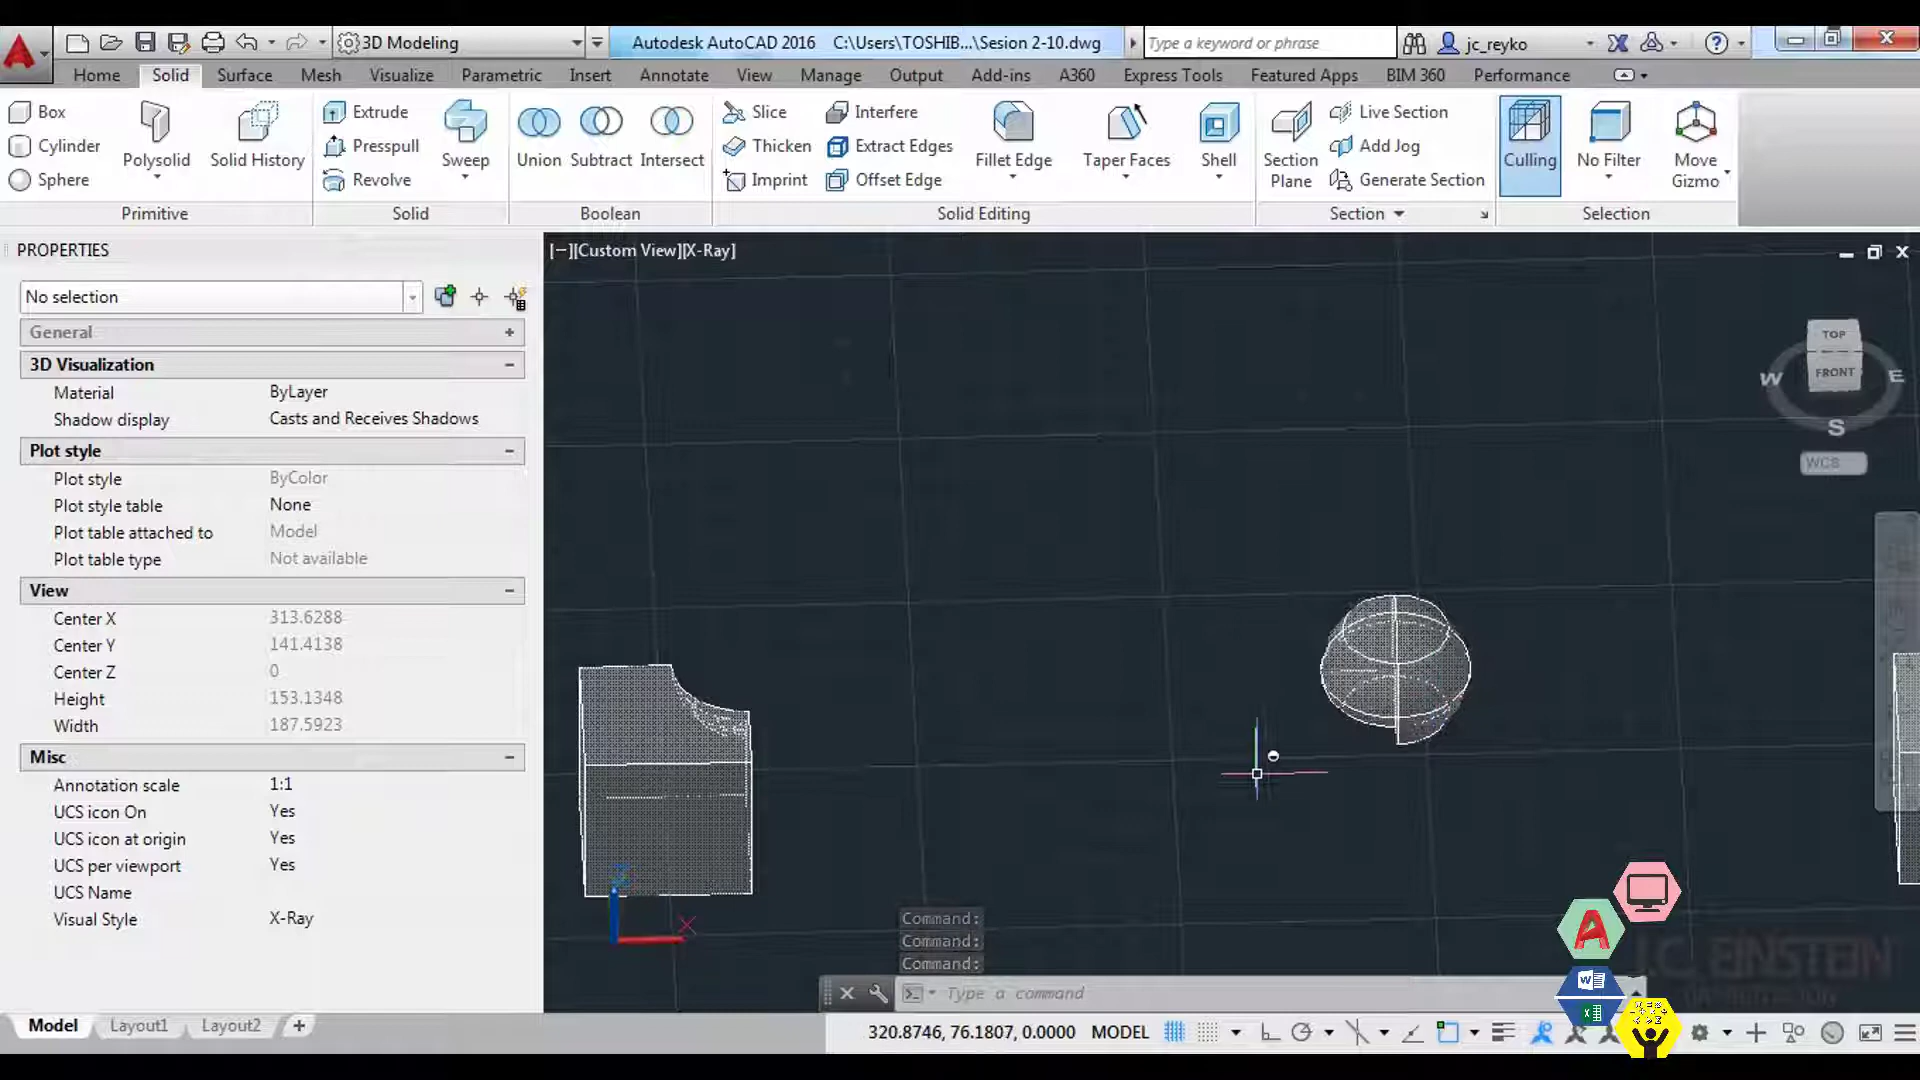 3D Modeling
Autodesk AutoCAD 2016 C:\Users\TOSHIB...\Sesion 2-10.dwg
Type a keyword or phrase
jc_reyko
Home Solid Surface Mesh Visualize Parametric Insert Annotate View Manage Output Add-ins A360 Express Tools Featured Apps BIM 360 Performance
Box
Cylinder
Sphere
Polysolid
Solid History
Primitive
Extrude
Presspull
Revolve
Sweep
Solid
Union
Subtract
Intersect
Boolean
Slice
Thicken
Imprint
Interfere
Extract Edges
Offset Edge
Fillet Edge
Taper Faces
Shell
Solid Editing
Section
Plane
Live Section
Add Jog
Generate Section
Section
Culling
No Filter
Move
Gizmo
Selection
PROPERTIES
No selection
General
3D Visualization
Material ByLayer
Shadow display Casts and Receives Shadows
Plot style
Plot style ByColor
Plot style table None
Plot table attached to Model
Plot table type Not available
View
Center X 313.6288
Center Y 141.4138
Center Z 0
Height 153.1348
Width 187.5923
Misc
Annotation scale 1:1
UCS icon On Yes
UCS icon at origin Yes
UCS per viewport Yes
UCS Name
Visual Style X-Ray
[−][Custom View][X-Ray]
TOP
FRONT
W E
S
WCS
Z
X
Command:
Command:
Command:
Type a command
J.C. EINSTEIN
Model Layout1 Layout2
320.8746, 76.1807, 0.0000 MODEL